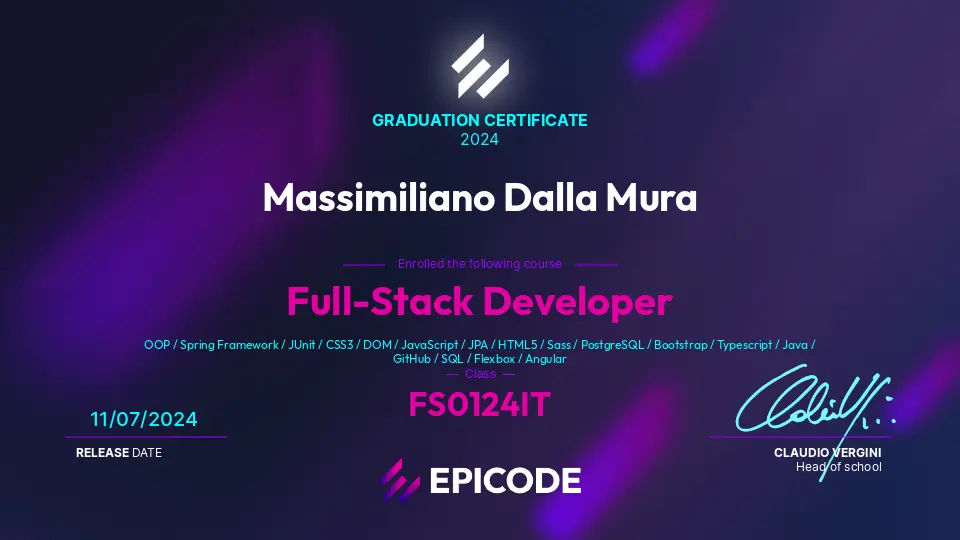 GRADUATION CERTIFICATE
2024
Massimiliano Dalla Mura
Enrolled the following course
Full-Stack Developer
OOP / Spring Framework / JUnit / CSS3 / DOM / JavaScript / JPA / HTML5 / Sass / PostgreSQL / Bootstrap / Typescript / Java /
GitHub / SQL / Flexbox / Angular
Class
FS0124IT
11/07/2024
RELEASE DATE
CLAUDIO VERGINI
Head of school
EPICODE